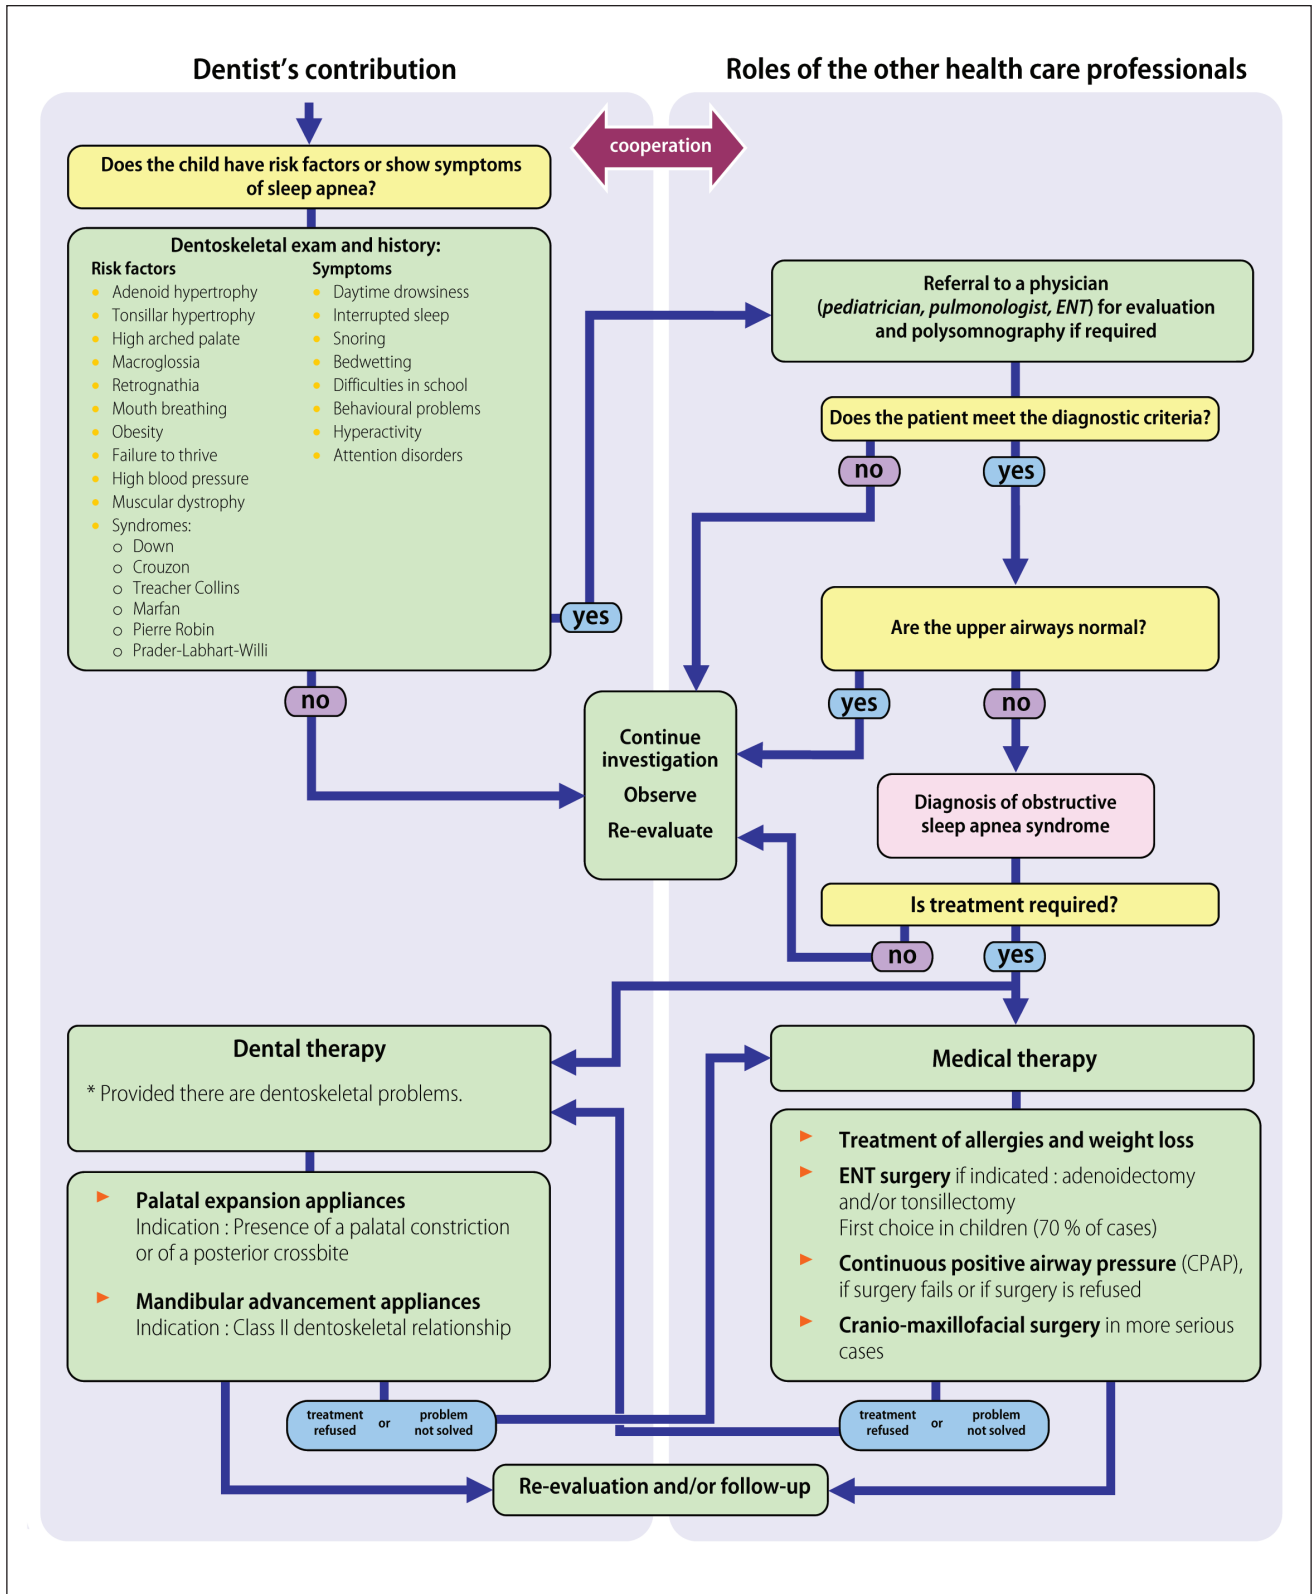 Dentist's contribution
Roles of the other health care professionals
cooperation
Does the child have risk factors or show symptoms
of sleep apnea?
Dentoskeletal exam and history:
Risk factors
Adenoid hypertrophy
Tonsillar hypertrophy
High arched palate
Macroglossia
Retrognathia
Mouth breathing
Obesity
Failure to thrive
High blood pressure
Muscular dystrophy
Syndromes:
Down
Crouzon
Treacher Collins
Marfan
Pierre Robin
Prader-Labhart-Willi
Symptoms
Daytime drowsiness
Interrupted sleep
Snoring
Bedwetting
Difficulties in school
Behavioural problems
Hyperactivity
Attention disorders
yes
no
Referral to a physician
(pediatrician, pulmonologist, ENT) for evaluation
and polysomnography if required
Does the patient meet the diagnostic criteria?
no
yes
Are the upper airways normal?
yes
no
Continue
investigation
Observe
Re-evaluate
Diagnosis of obstructive
sleep apnea syndrome
Is treatment required?
no
yes
Dental therapy
* Provided there are dentoskeletal problems.
Palatal expansion appliances
Indication : Presence of a palatal constriction
or of a posterior crossbite
Mandibular advancement appliances
Indication : Class II dentoskeletal relationship
treatment
refused
or
problem
not solved
Medical therapy
Treatment of allergies and weight loss
ENT surgery if indicated : adenoidectomy
and/or tonsillectomy
First choice in children (70 % of cases)
Continuous positive airway pressure (CPAP),
if surgery fails or if surgery is refused
Cranio-maxillofacial surgery in more serious
cases
treatment
refused
or
problem
not solved
Re-evaluation and/or follow-up